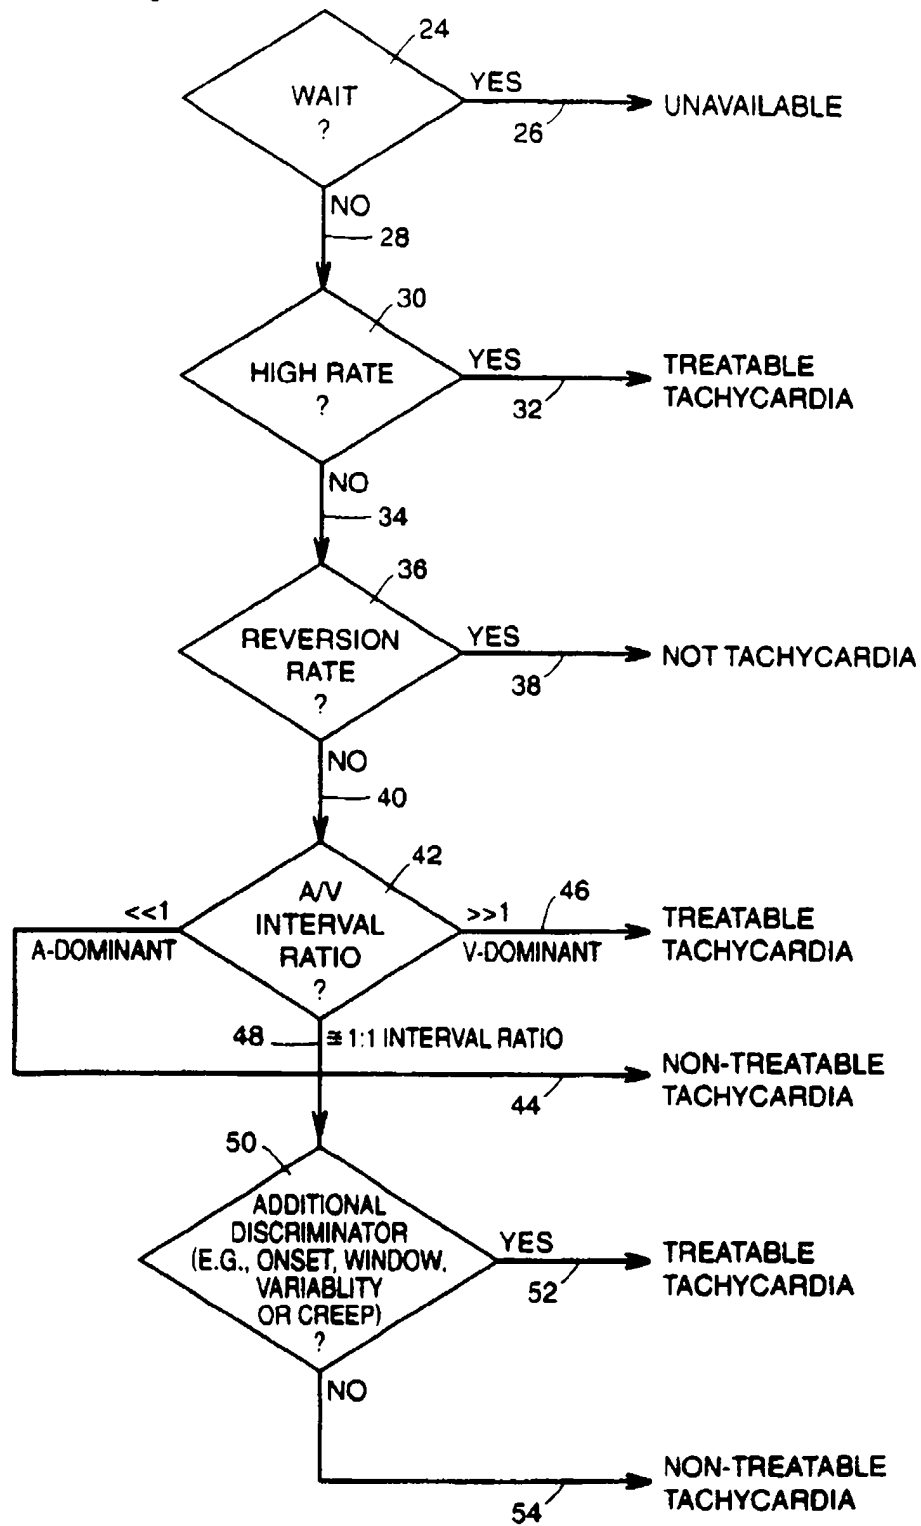 24
WAIT
?
YES
26
UNAVAILABLE
NO
28
30
HIGH RATE
?
YES
32
TREATABLE
TACHYCARDIA
NO
34
36
REVERSION
RATE
?
YES
38
NOT TACHYCARDIA
NO
40
42
A/V
INTERVAL
RATIO
?
<<1
A-DOMINANT
>>1
V-DOMINANT
46
TREATABLE
TACHYCARDIA
48
≅ 1:1 INTERVAL RATIO
44
NON-TREATABLE
TACHYCARDIA
50
ADDITIONAL
DISCRIMINATOR
(E.G., ONSET, WINDOW,
VARIABLITY
OR CREEP)
?
YES
52
TREATABLE
TACHYCARDIA
NO
54
NON-TREATABLE
TACHYCARDIA